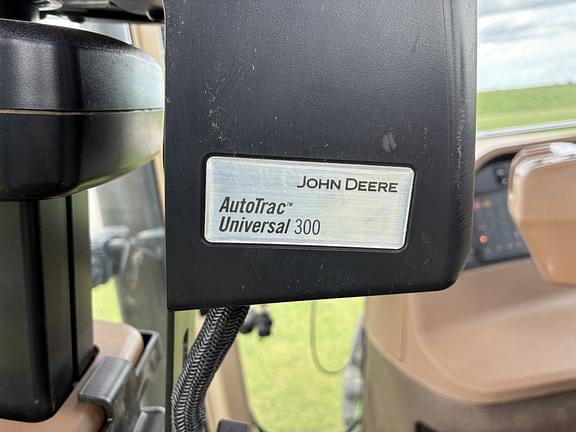 JOHN DEERE
AutoTrac™
Universal 300